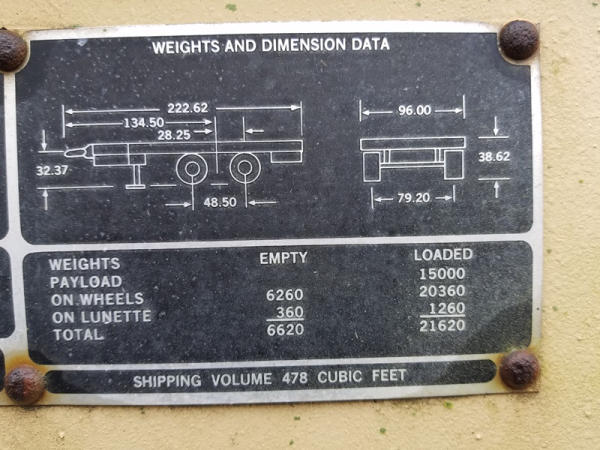 WEIGHTS AND DIMENSION DATA
222.62
134.50
28.25
32.37
48.50
96.00
38.62
79.20
WEIGHTS EMPTY LOADED
PAYLOAD 15000
ON WHEELS 6260 20360
ON LUNETTE 360 1260
TOTAL 6620 21620
SHIPPING VOLUME 478 CUBIC FEET